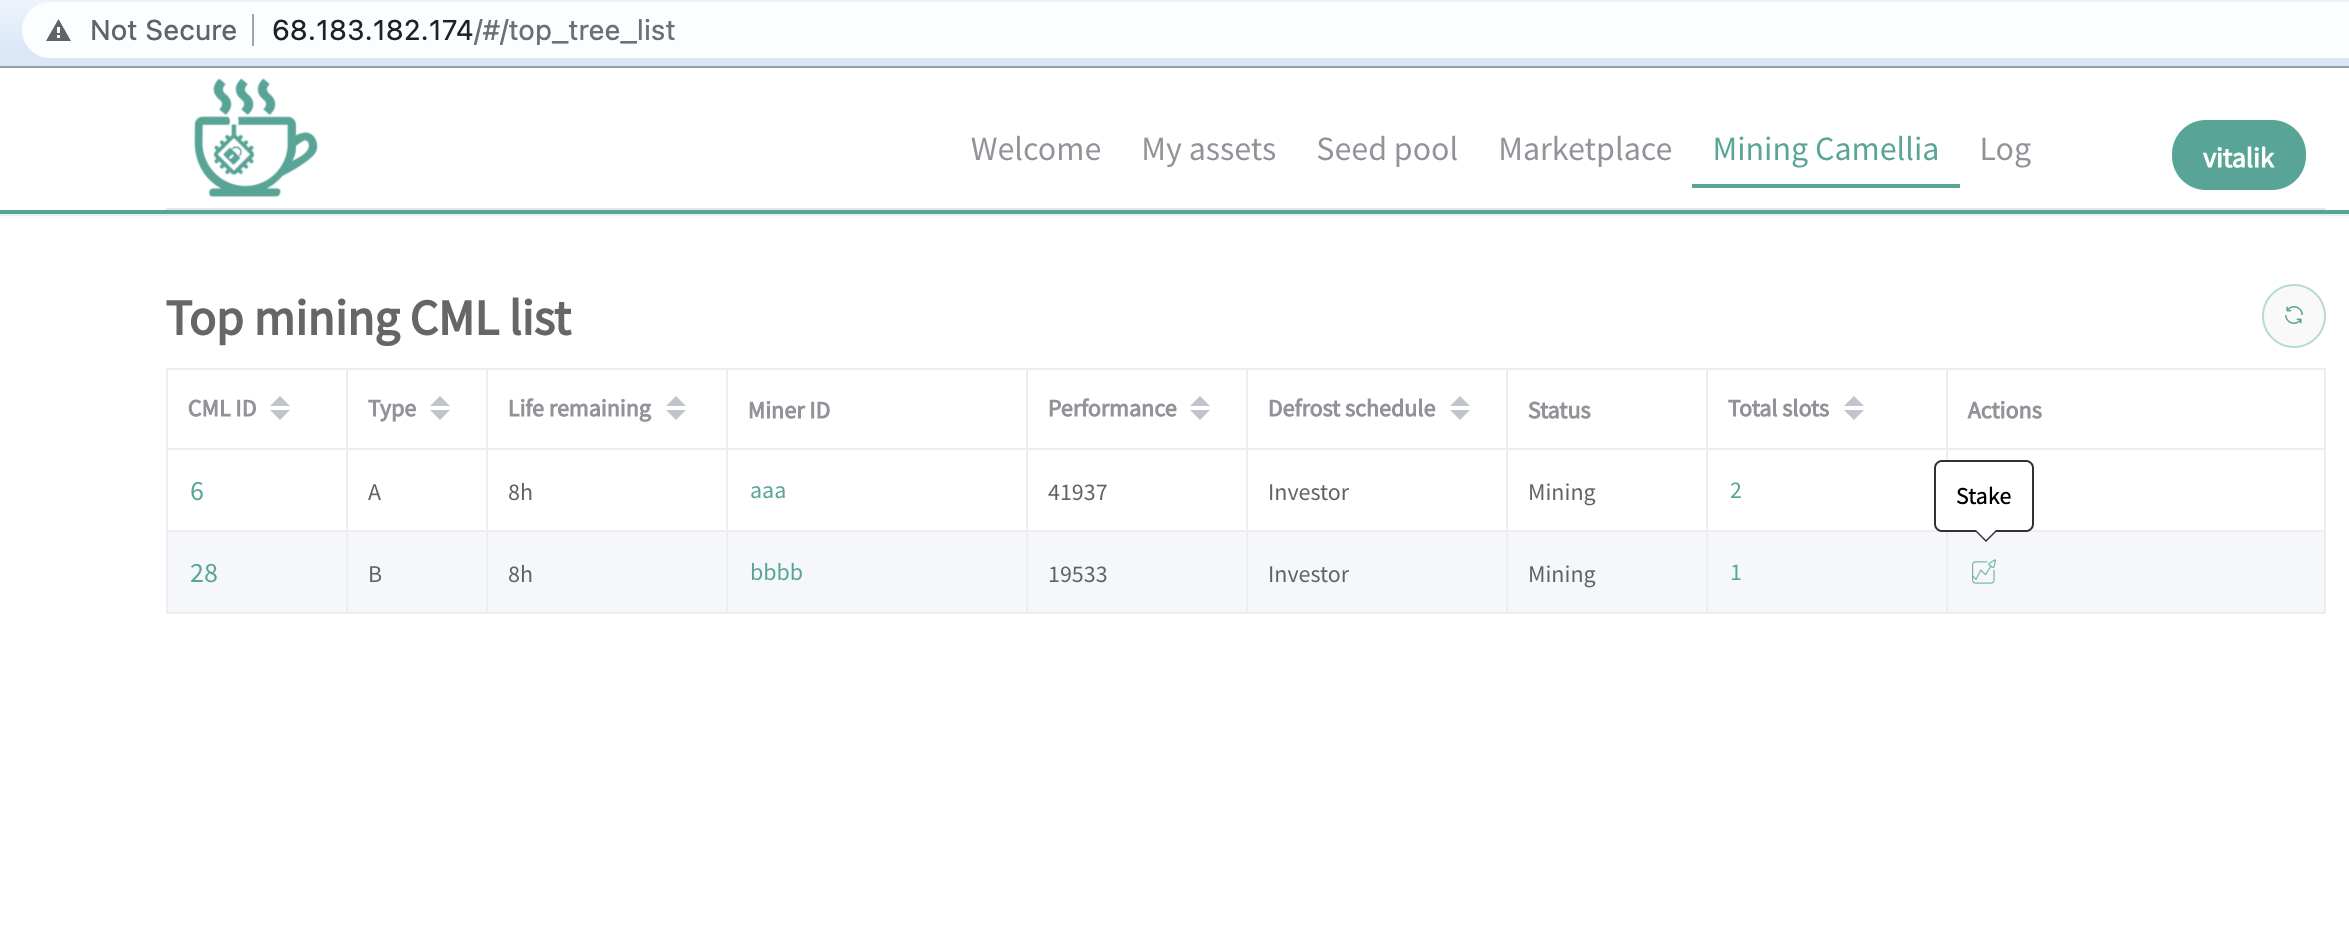 Not Secure 68.183.182.174/#/top_tree_list
Welcome My assets Seed pool Marketplace Mining Camellia Log vitalik
Top mining CML list
CML ID Type Life remaining Miner ID Performance Defrost schedule Status Total slots Actions
6 A 8h aaa 41937 Investor Mining 2
Stake
28 B 8h bbbb 19533 Investor Mining 1